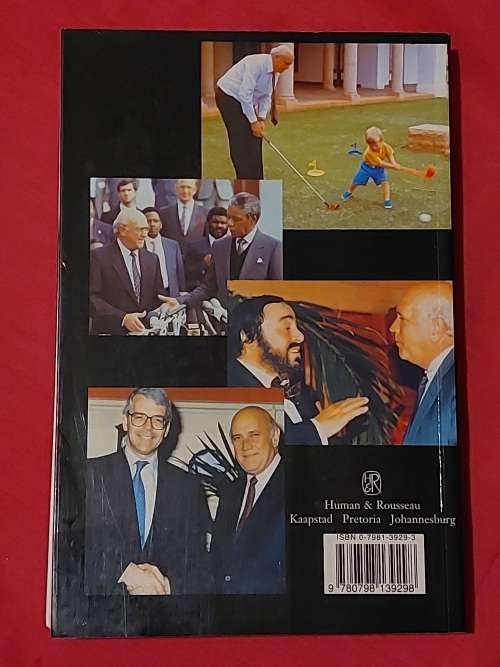 H&R
Human & Rousseau
Kaapstad Pretoria Johannesburg
ISBN 0-7981-3929-3
9 780798 139298